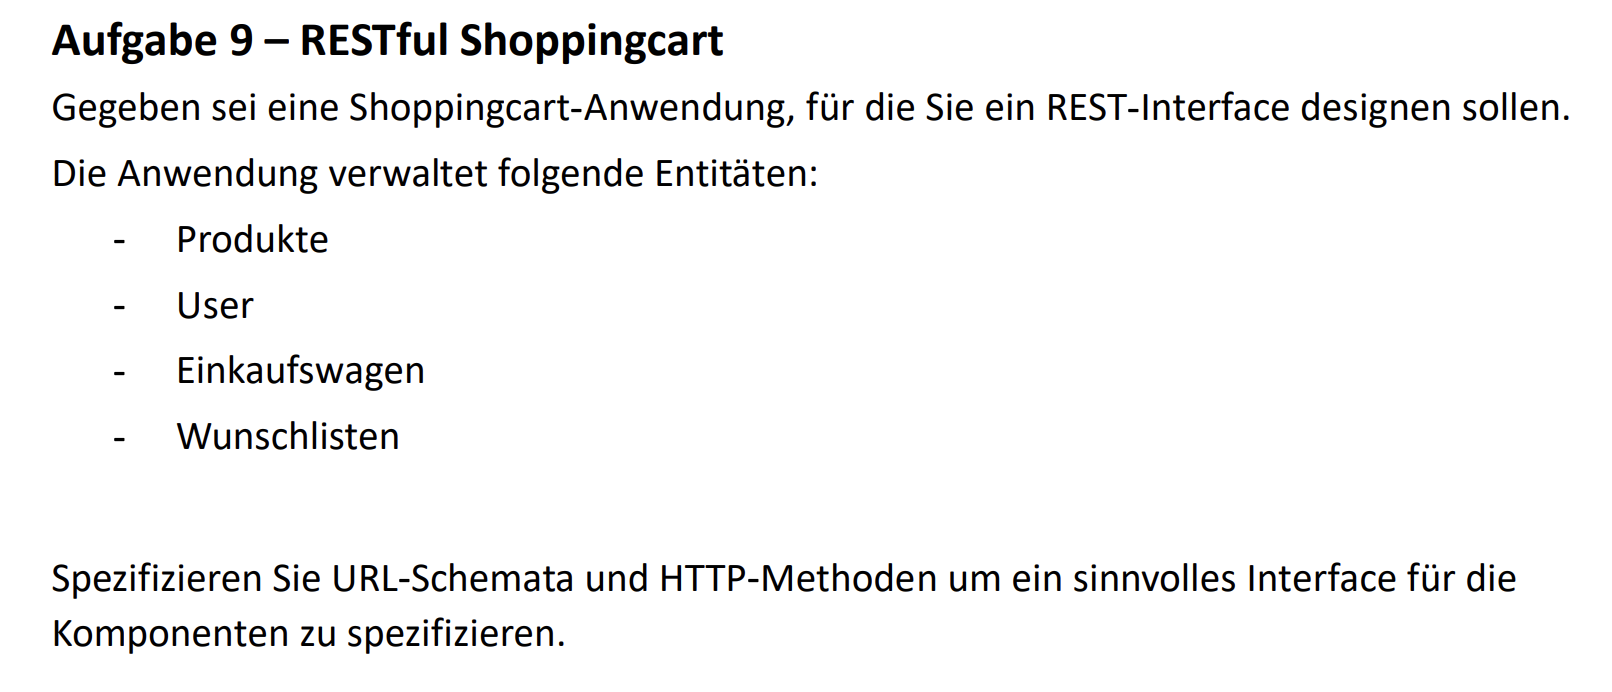 Aufgabe 9 – RESTful Shoppingcart
Gegeben sei eine Shoppingcart-Anwendung, für die Sie ein REST-Interface designen sollen.
Die Anwendung verwaltet folgende Entitäten:
- Produkte
- User
- Einkaufswagen
- Wunschlisten
Spezifizieren Sie URL-Schemata und HTTP-Methoden um ein sinnvolles Interface für die
Komponenten zu spezifizieren.